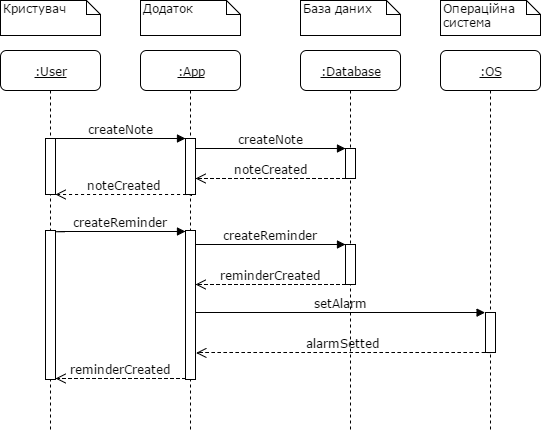 Кристувач
Додаток
База даних
Операційна
система
:User
:App
:Database
:OS
createNote
createNote
noteCreated
noteCreated
createReminder
createReminder
reminderCreated
setAlarm
alarmSetted
reminderCreated